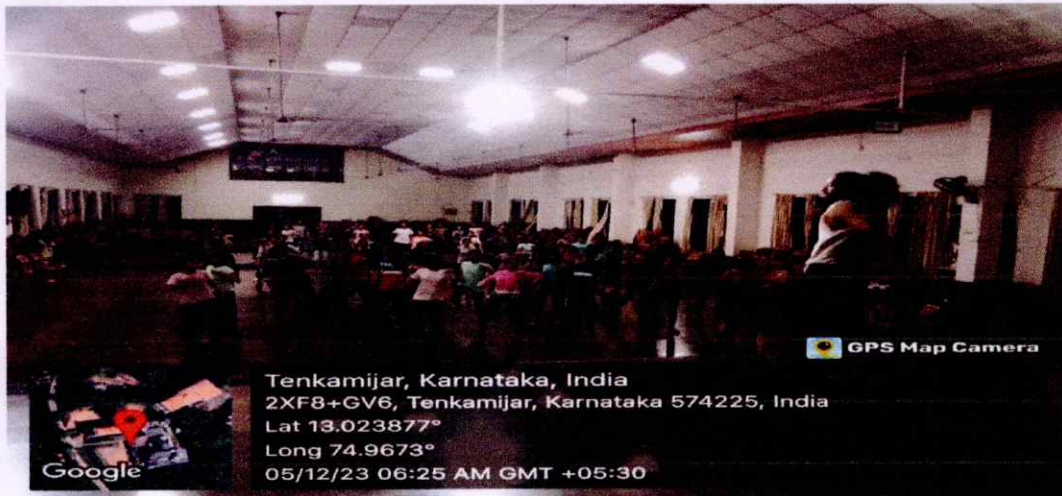 GPS Map Camera
Tenkamijar, Karnataka, India
2XF8+GV6, Tenkamijar, Karnataka 574225, India
Lat 13.023877°
Long 74.9673°
05/12/23 06:25 AM GMT +05:30
Google